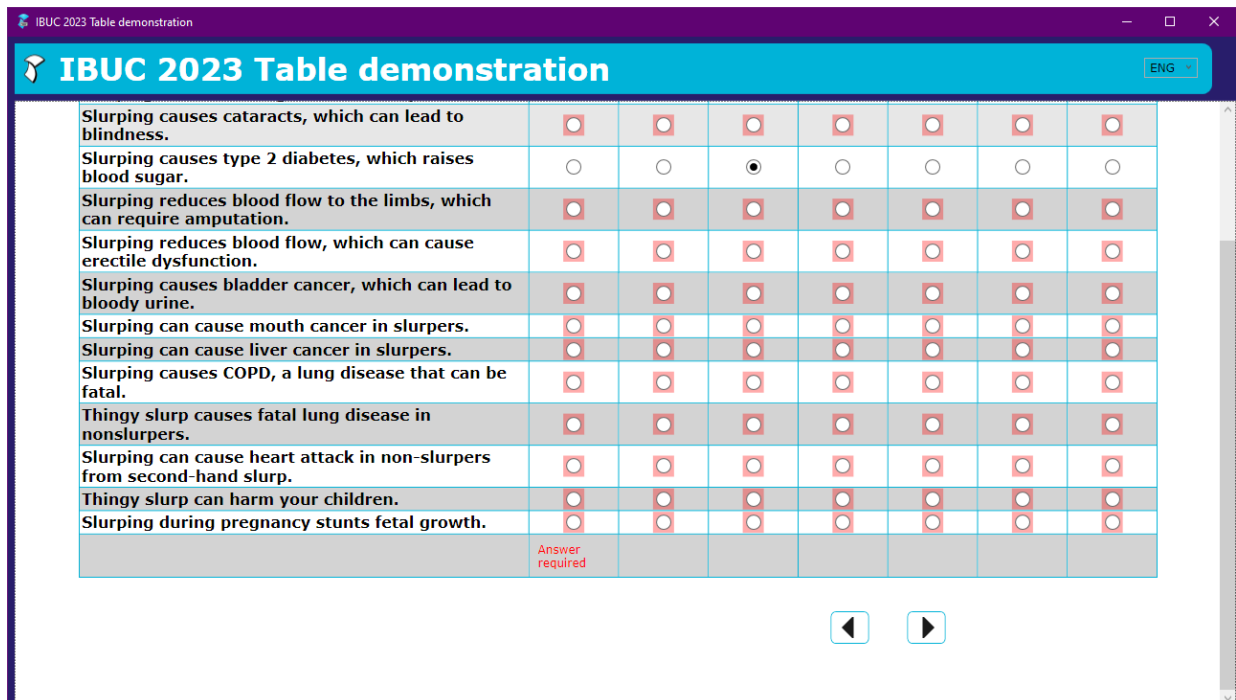 IBUC 2023 Table demonstration
IBUC 2023 Table demonstration
ENG
Slurping causes cataracts, which can lead to
blindness.
Slurping causes type 2 diabetes, which raises
blood sugar.
Slurping reduces blood flow to the limbs, which
can require amputation.
Slurping reduces blood flow, which can cause
erectile dysfunction.
Slurping causes bladder cancer, which can lead to
bloody urine.
Slurping can cause mouth cancer in slurpers.
Slurping can cause liver cancer in slurpers.
Slurping causes COPD, a lung disease that can be
fatal.
Thingy slurp causes fatal lung disease in
nonslurpers.
Slurping can cause heart attack in non-slurpers
from second-hand slurp.
Thingy slurp can harm your children.
Slurping during pregnancy stunts fetal growth.
Answer
required